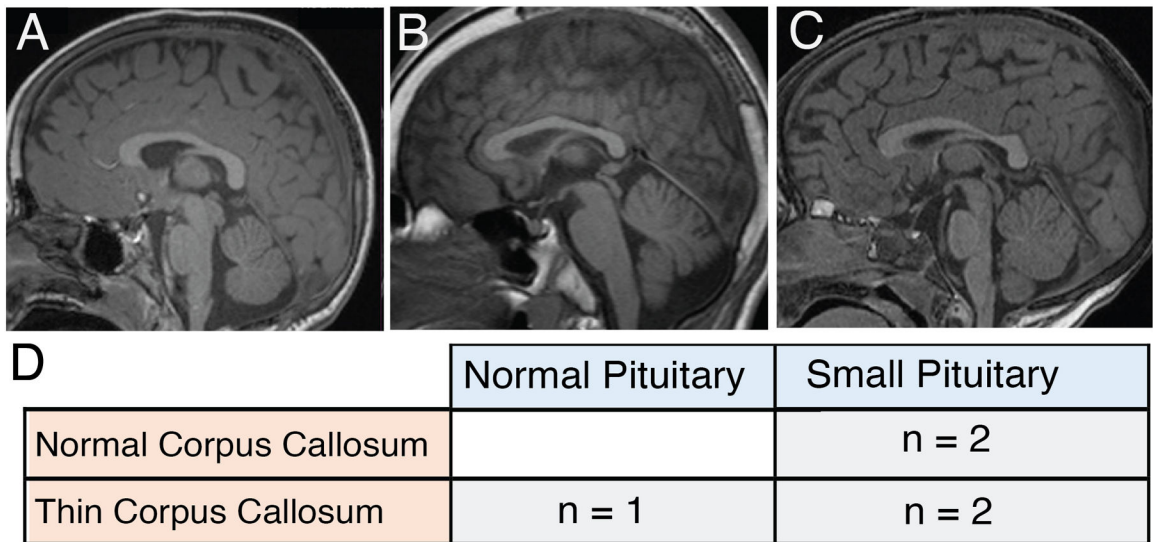 A B C
D
Normal Pituitary Small Pituitary
Normal Corpus Callosum n = 2
Thin Corpus Callosum n = 1 n = 2